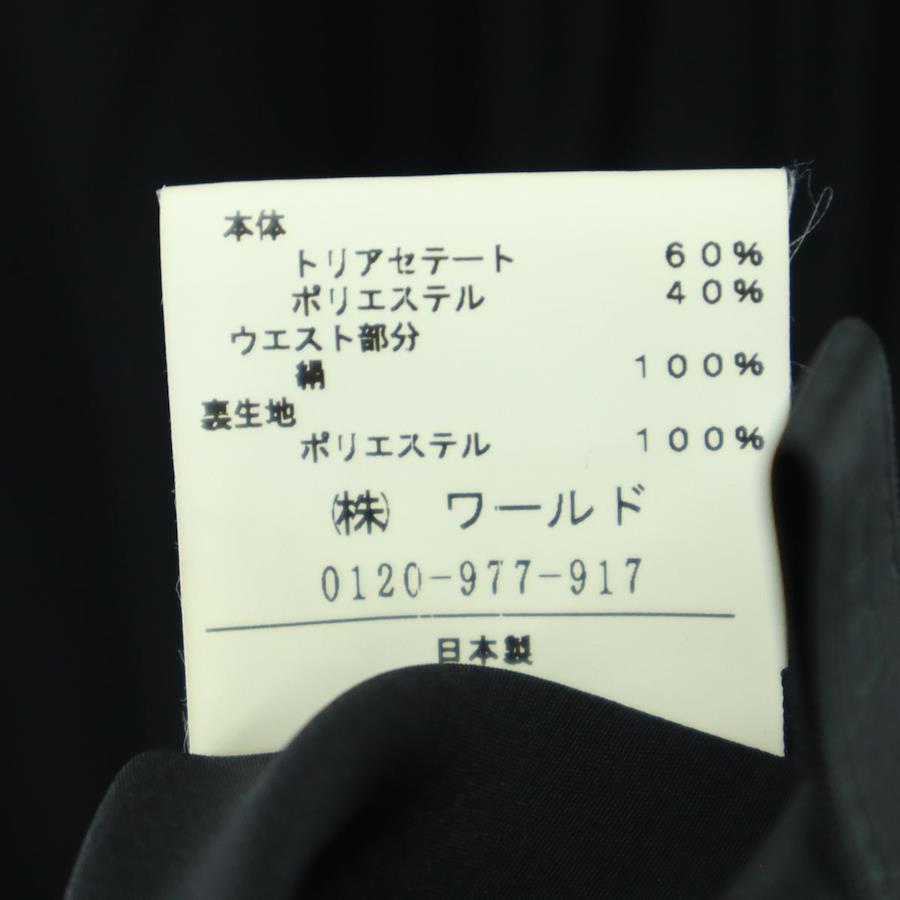 本体
トリアセテート 60%
ポリエステル 40%
ウエスト部分
絹 100%
裏生地
ポリエステル 100%
㈱ ワールド
0120-977-917
日本製